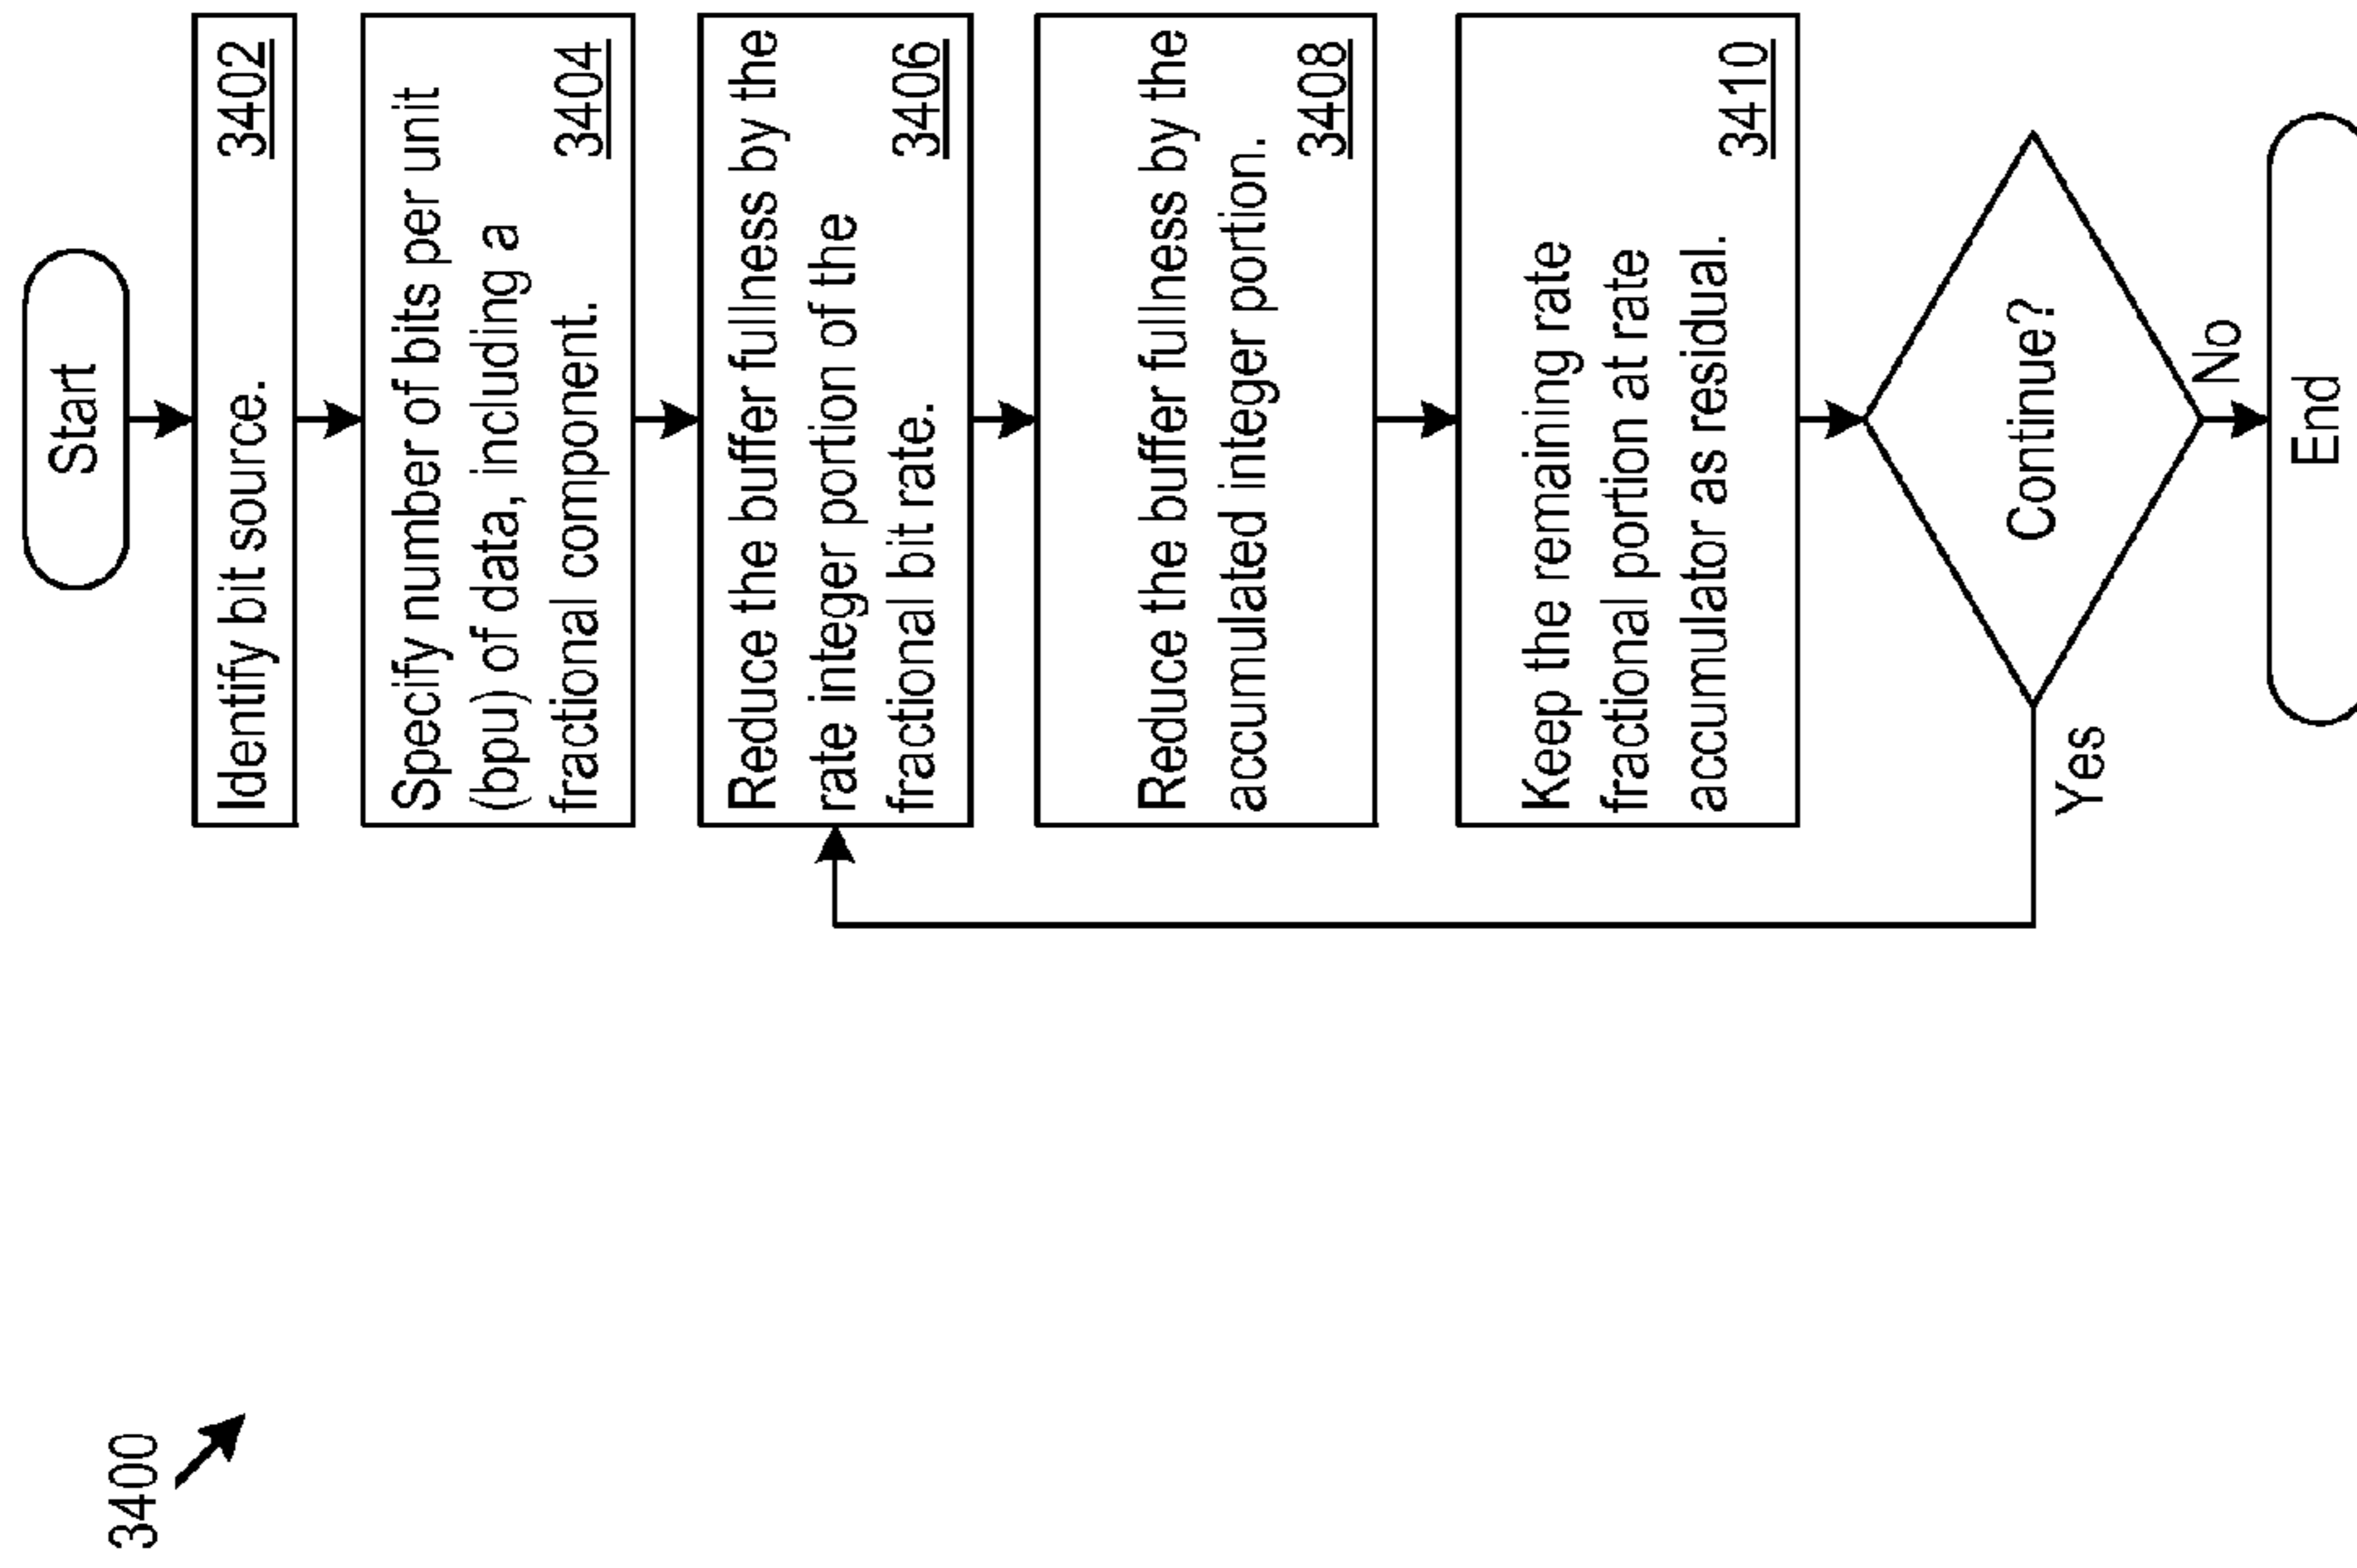 3400
Start
Identify bit source.
3402
Specify number of bits per unit
(bpu) of data, including a
fractional component.
3404
Reduce the buffer fullness by the
rate integer portion of the
fractional bit rate.
3406
Reduce the buffer fullness by the
accumulated integer portion.
3408
Keep the remaining rate
fractional portion at rate
accumulator as residual.
3410
Continue?
Yes
No
End